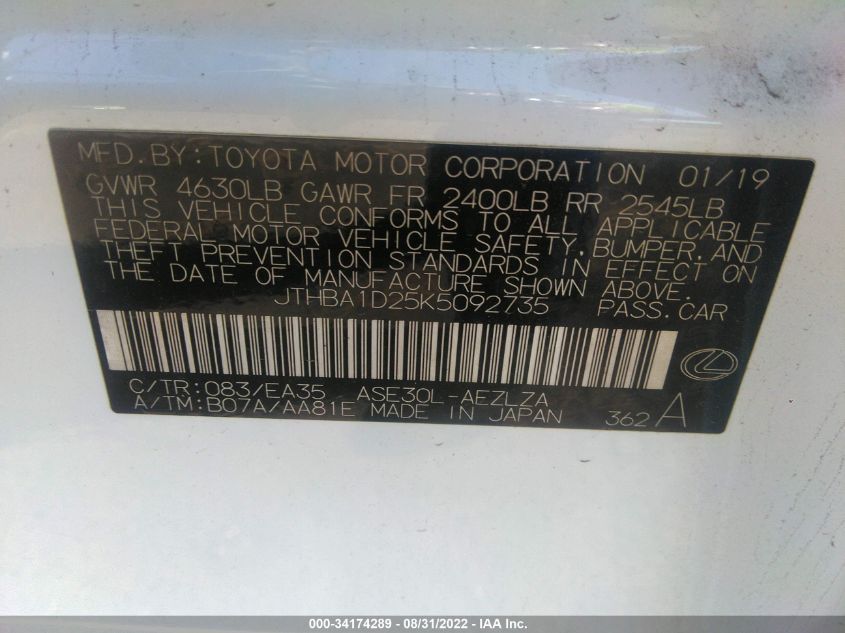 MFD.BY:TOYOTA MOTOR CORPORATION 01/19
GVWR 4630LB GAWR FR 2400LB RR 2545LB
THIS VEHICLE CONFORMS TO ALL APPLICABLE
FEDERAL MOTOR VEHICLE SAFETY, BUMPER, AND
THEFT PREVENTION STANDARDS IN EFFECT ON
THE DATE OF MANUFACTURE SHOWN ABOVE.
JTHBA1D25K5092735 PASS.CAR
C/TR:083/EA35 ASE30L-AEZLZA
A/TM:B07A/AA81E MADE IN JAPAN 362 A
000-34174289 - 08/31/2022 - IAA Inc.